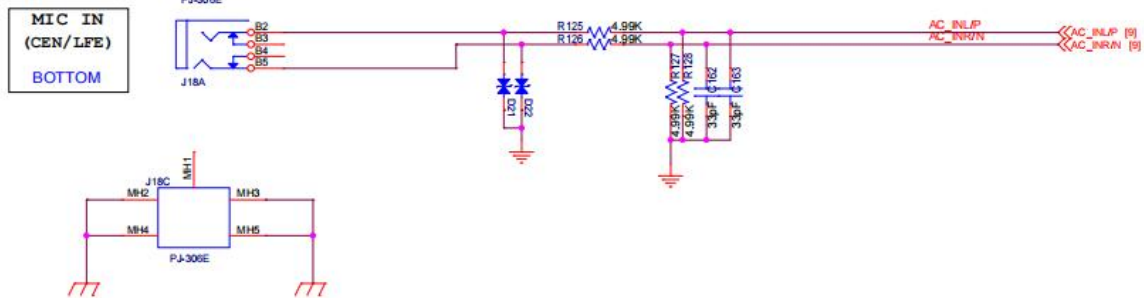 PJ-306E
MIC IN
(CEN/LFE)
BOTTOM
B2
B3
B4
B5
J18A
R125 4.99K
R126 4.99K
AC_INL/P
AC_INR/N
AC_INL/P [9]
AC_INR/N [9]
D21
D22
R127
R128
C162
C163
4.99K
4.99K
33pF
33pF
J18C
MH1
MH2
MH3
MH4
MH5
PJ-306E